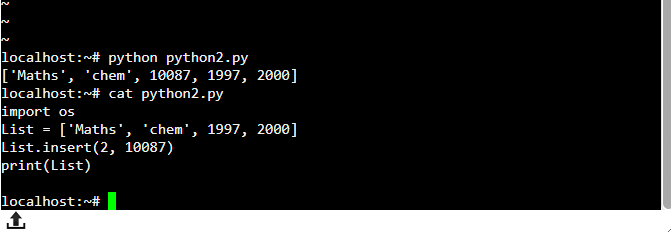 ~
~
~
localhost:~# python python2.py
['Maths', 'chem', 10087, 1997, 2000]
localhost:~# cat python2.py
import os
List = ['Maths', 'chem', 1997, 2000]
List.insert(2, 10087)
print(List)
localhost:~#